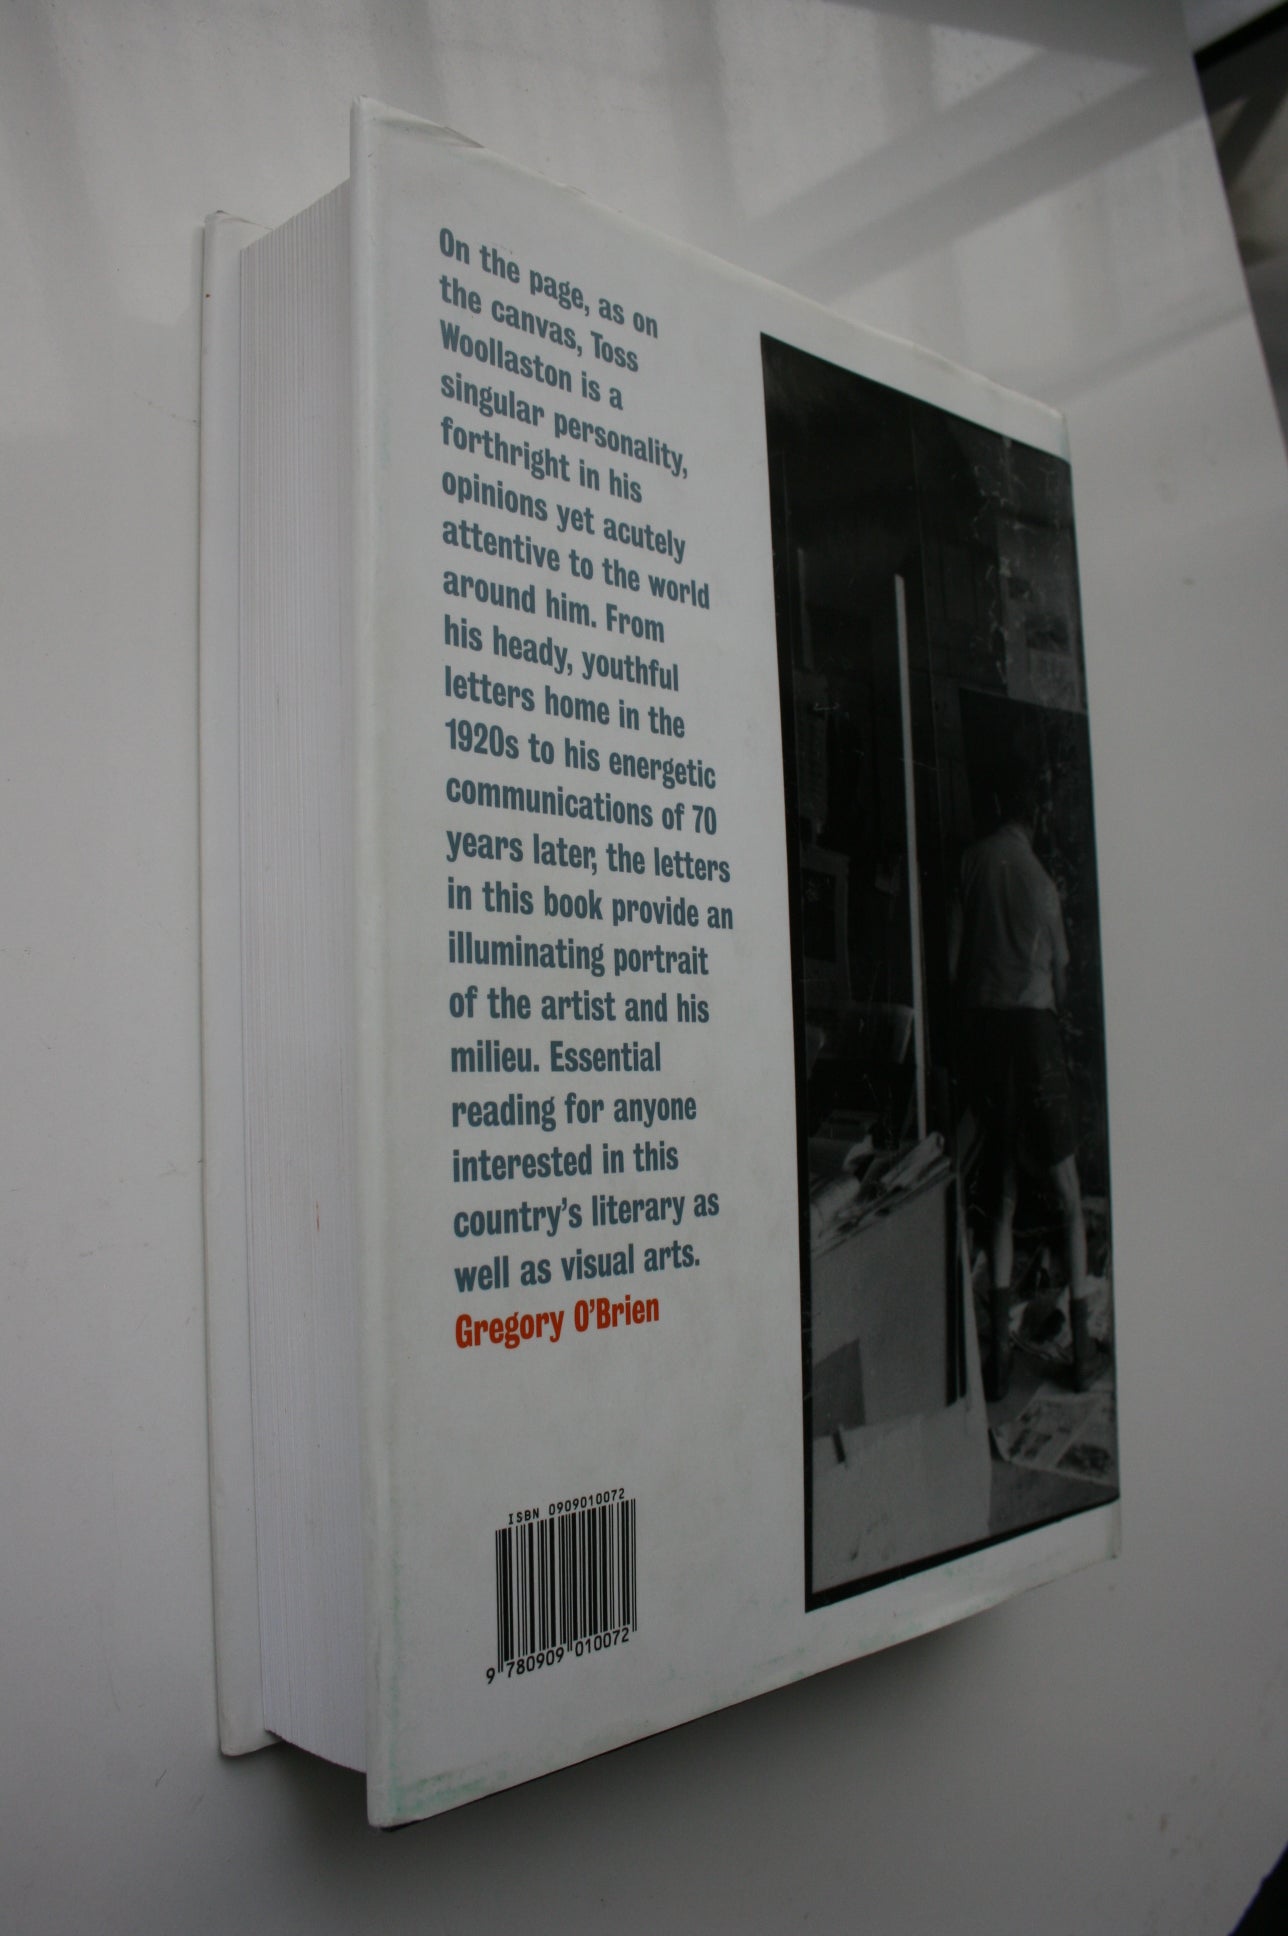 On the page, as on
the canvas, Toss
Woollaston is a
singular personality,
forthright in his
opinions yet acutely
attentive to the world
around him. From
his heady, youthful
letters home in the
1920s to his energetic
communications of 70
years later, the letters
in this book provide an
illuminating portrait
of the artist and his
milieu. Essential
reading for anyone
interested in this
country's literary as
well as visual arts.
Gregory O'Brien
ISBN 0909010072
9 780909 010072